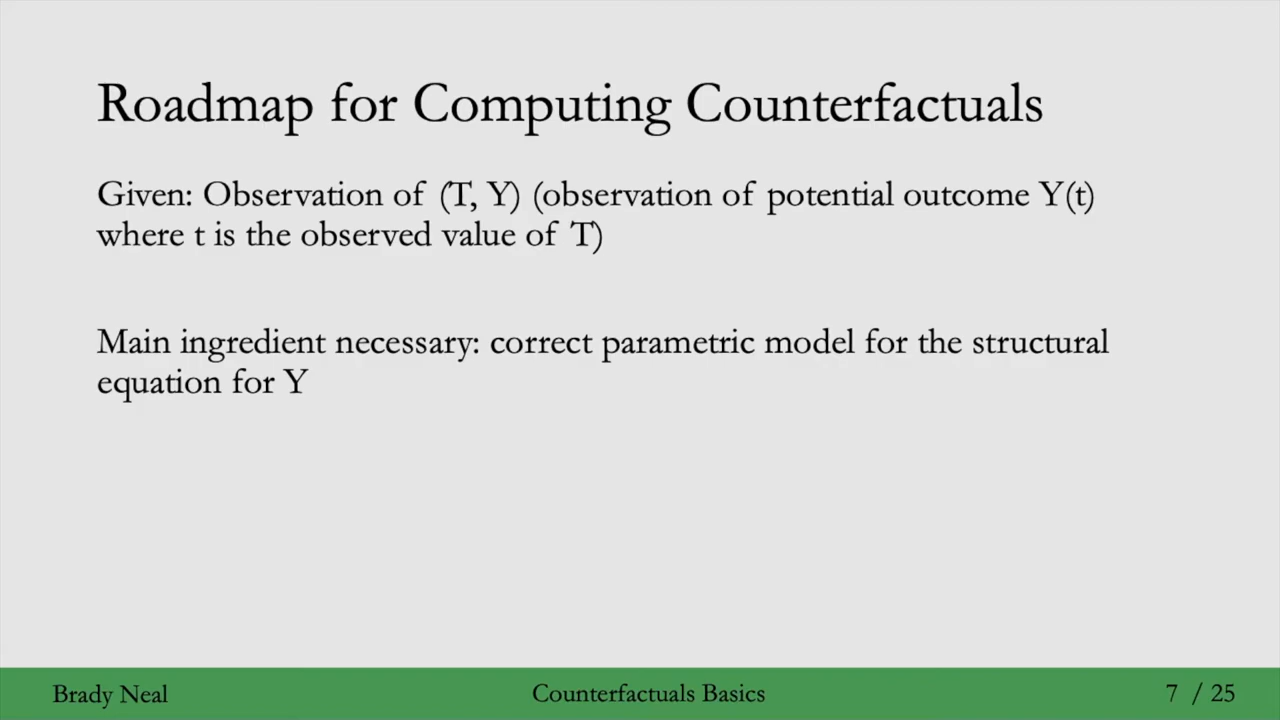 Roadmap for Computing Counterfactuals
Given: Observation of (T, Y) (observation of potential outcome Y(t)
where t is the observed value of T)
Main ingredient necessary: correct parametric model for the structural
equation for Y
Brady Neal
Counterfactuals Basics
7 / 25